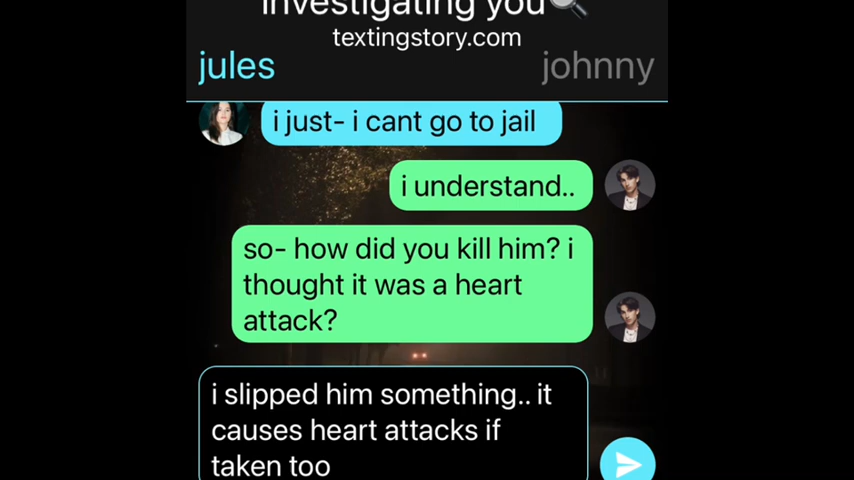 investigating you
textingstory.com
jules
johnny
i just- i cant go to jail
i understand..
so- how did you kill him? i
thought it was a heart
attack?
i slipped him something.. it
causes heart attacks if
taken too